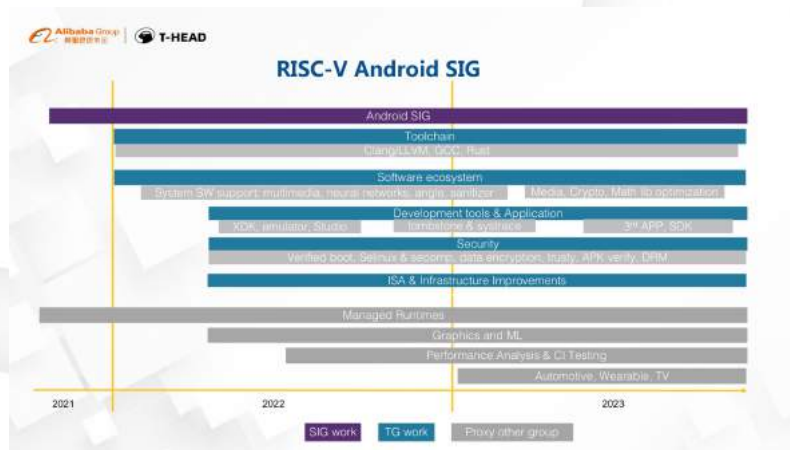 Alibaba Group
T-HEAD
RISC-V Android SIG
Android SIG
Toolchain
Clang/LLVM, GCC, Rust
Software ecosystem
System SW support: multimedia, neural networks, angle, sanitizer
Media, Crypto, Math lib optimization
Development tools & Application
XDK, emulator, Studio
tombstone & systrace
3rd APP, SDK
Security
Verified boot, Selinux & secomp, data encryption, trusty, APK verify, DRM
ISA & Infrastructure Improvements
Managed Runtimes
Graphics and ML
Performance Analysis & CI Testing
Automotive, Wearable, TV
2021
2022
2023
SIG work
TG work
Proxy other group